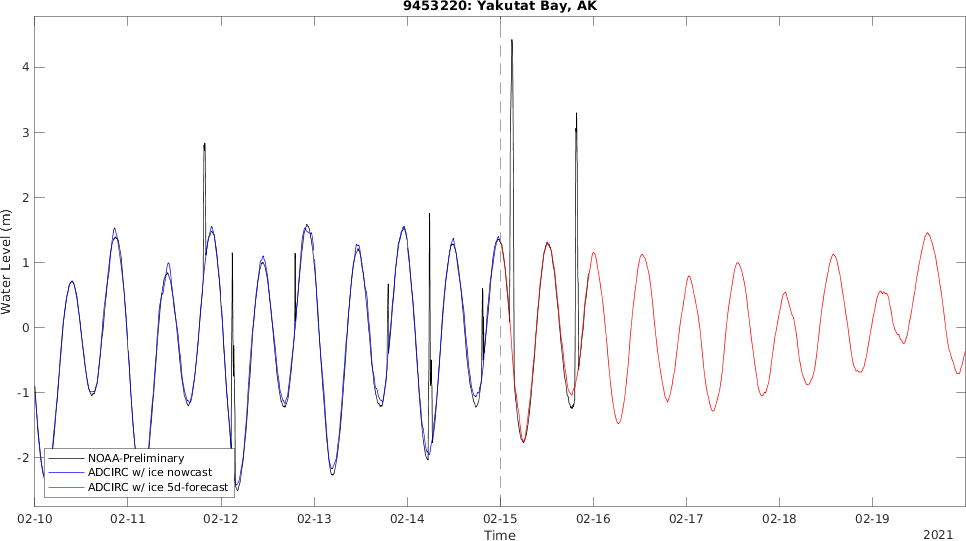 9453220: Yakutat Bay, AK
Water Level (m)
4
3
2
1
0
-1
-2
NOAA-Preliminary
ADCIRC w/ ice nowcast
ADCIRC w/ ice 5d-forecast
02-10 02-11 02-12 02-13 02-14 02-15 02-16 02-17 02-18 02-19
Time
2021